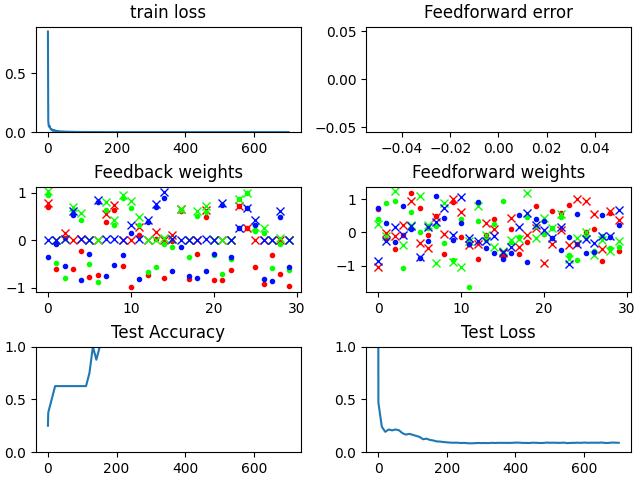 train loss
0.5
0.0
0 200 400 600
Feedforward error
0.05
0.00
−0.05
−0.04 −0.02 0.00 0.02 0.04
Feedback weights
1
0
−1
0 10 20 30
Feedforward weights
1
0
−1
0 10 20 30
Test Accuracy
1.0
0.5
0.0
0 200 400 600
Test Loss
1.0
0.5
0.0
0 200 400 600